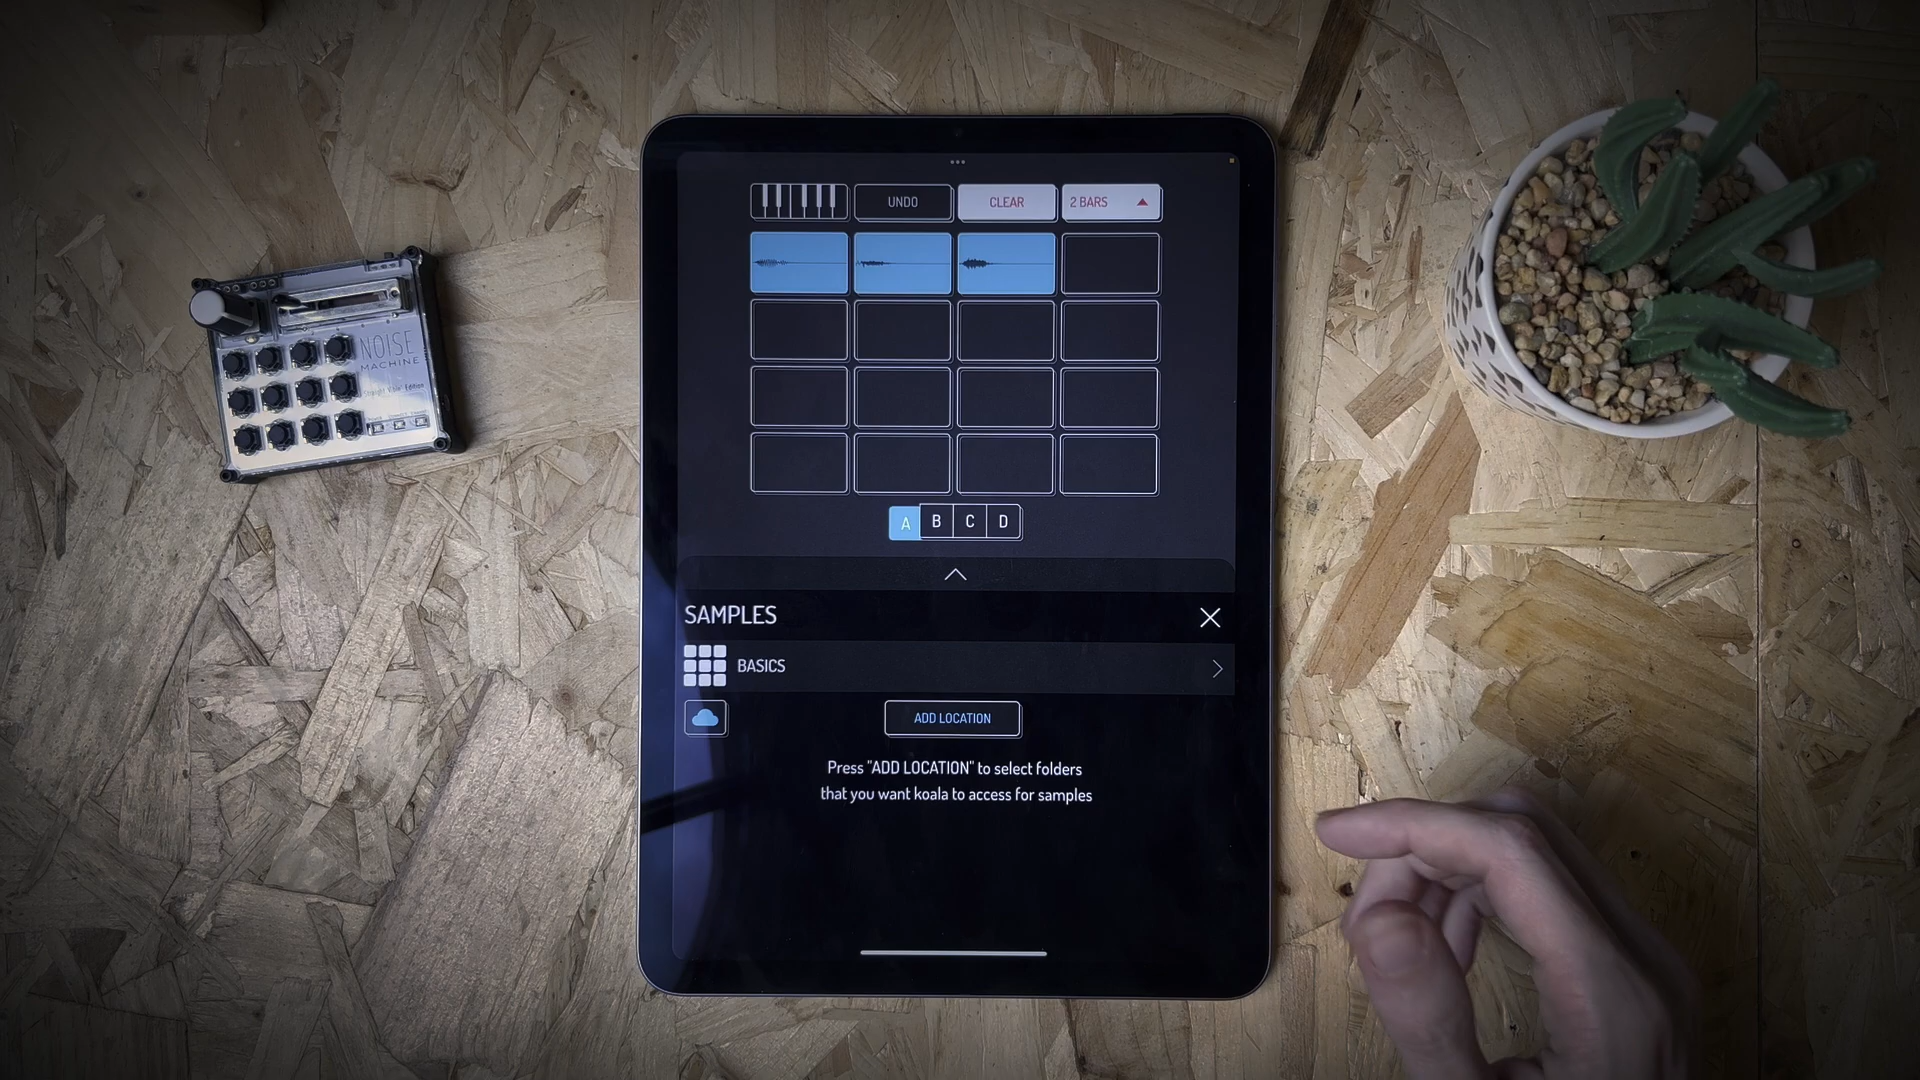 UNDO
CLEAR
2 BARS
NOISE
MACHINE
Edition
A
B
C
D
SAMPLES
BASICS
ADD LOCATION
Press "ADD LOCATION" to select folders
that you want koala to access for samples